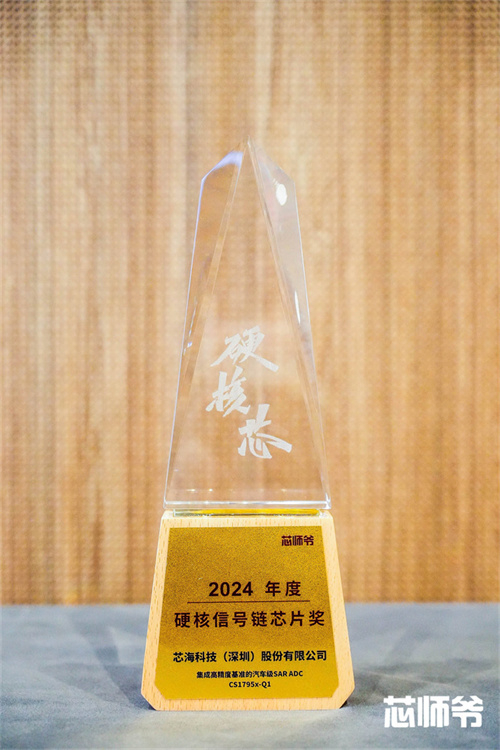 硬
核
芯
芯师爷
2024 年度
硬核信号链芯片奖
芯海科技（深圳）股份有限公司
集成高精度基准的汽车级SAR ADC
CS1795x-Q1
芯师爷